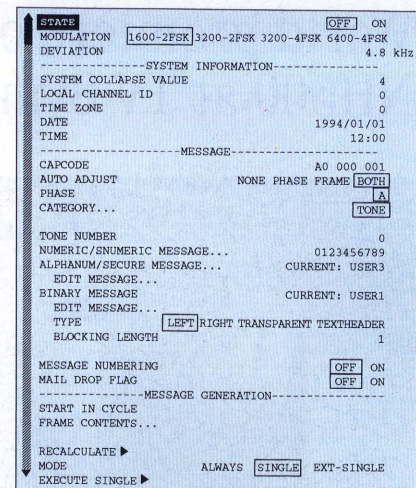 STATE OFF ON
MODULATION 1600-2FSK 3200-2FSK 3200-4FSK 6400-4FSK
DEVIATION 4.8 kHz
----------------SYSTEM INFORMATION----------------
SYSTEM COLLAPSE VALUE 4
LOCAL CHANNEL ID 0
TIME ZONE 0
DATE 1994/01/01
TIME 12:00
---------------------MESSAGE---------------------
CAPCODE A0 000 001
AUTO ADJUST NONE PHASE FRAME BOTH
PHASE A
CATEGORY... TONE
TONE NUMBER 0
NUMERIC/SNUMERIC MESSAGE... 0123456789
ALPHANUM/SECURE MESSAGE... CURRENT: USER3
EDIT MESSAGE...
BINARY MESSAGE CURRENT: USER1
EDIT MESSAGE...
TYPE LEFT RIGHT TRANSPARENT TEXTHEADER
BLOCKING LENGTH 1
MESSAGE NUMBERING OFF ON
MAIL DROP FLAG OFF ON
----------------MESSAGE GENERATION----------------
START IN CYCLE
FRAME CONTENTS...
RECALCULATE ▶
MODE ALWAYS SINGLE EXT-SINGLE
EXECUTE SINGLE ▶